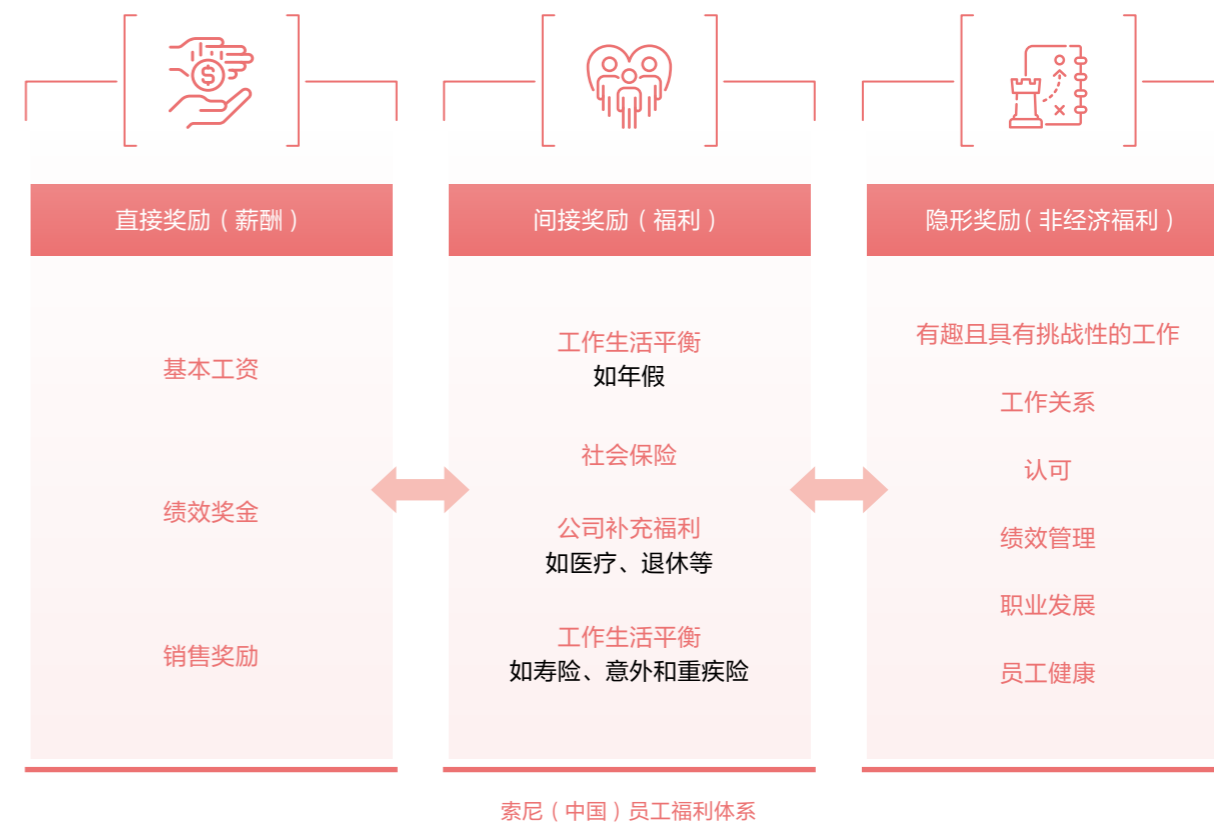 直接奖励（薪酬）
基本工资
绩效奖金
销售奖励
间接奖励（福利）
工作生活平衡
如年假
社会保险
公司补充福利
如医疗、退休等
工作生活平衡
如寿险、意外和重疾险
隐形奖励（非经济福利）
有趣且具有挑战性的工作
工作关系
认可
绩效管理
职业发展
员工健康
索尼（中国）员工福利体系